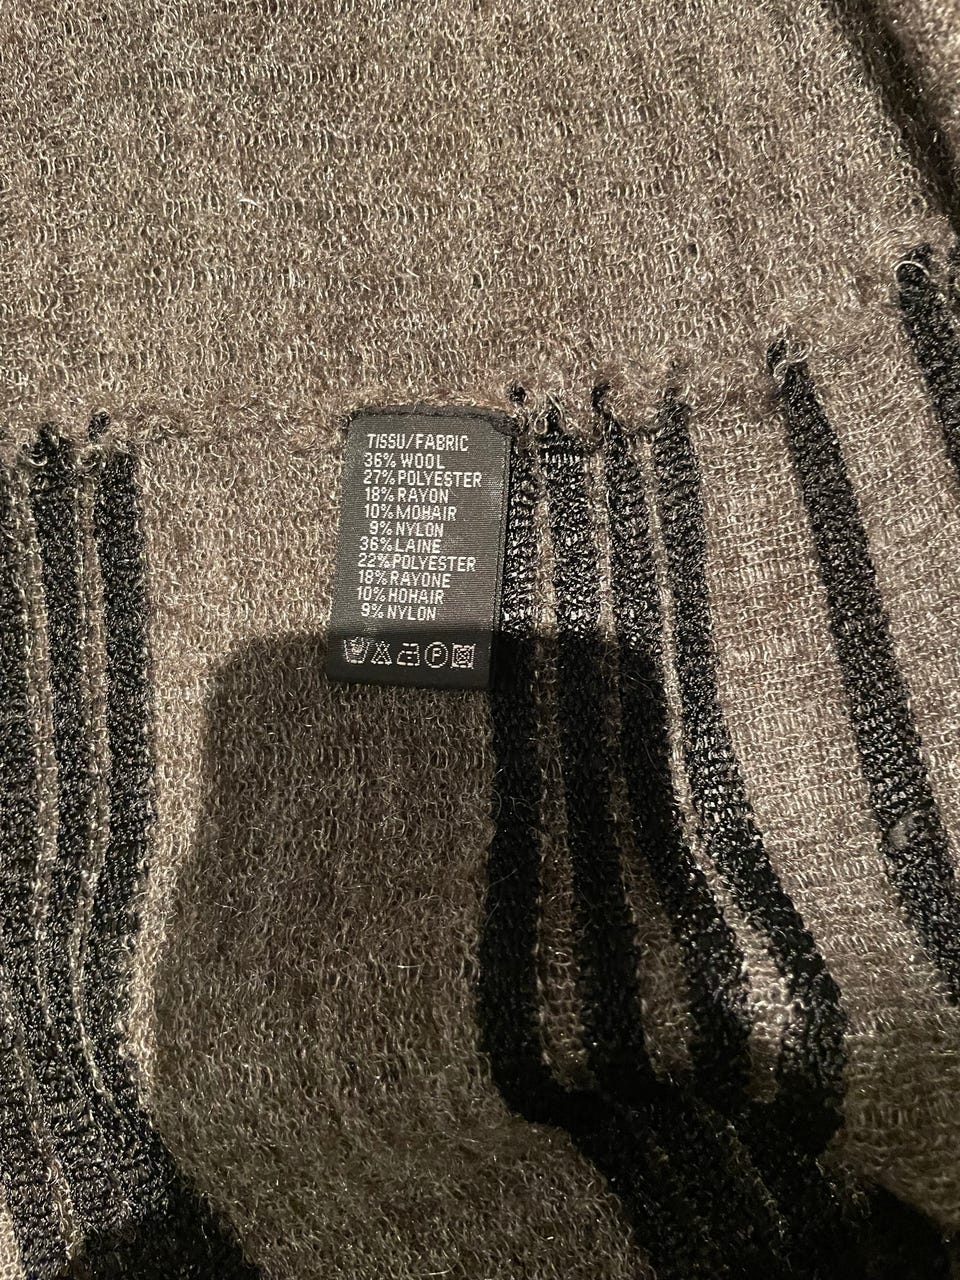 TISSU/FABRIC
36% WOOL
27% POLYESTER
18% RAYON
10% MOHAIR
9% NYLON
36% LAINE
22% POLYESTER
18% RAYONE
10% HOHAIR
9% NYLON
F